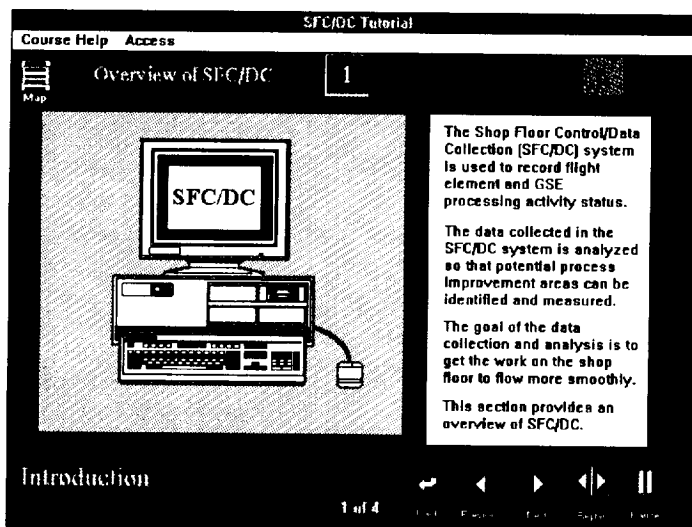 SFC/DC Tutorial
Course Help Access
Map
Overview of SFC/DC
1
SFC/DC
The Shop Floor Control/Data
Collection (SFC/DC) system
is used to record flight
element and GSE
processing activity status.
The data collected in the
SFC/DC system is analyzed
so that potential process
improvement areas can be
identified and measured.
The goal of the data
collection and analysis is to
get the work on the shop
floor to flow more smoothly.
This section provides an
overview of SFC/DC.
Introduction
1 of 4